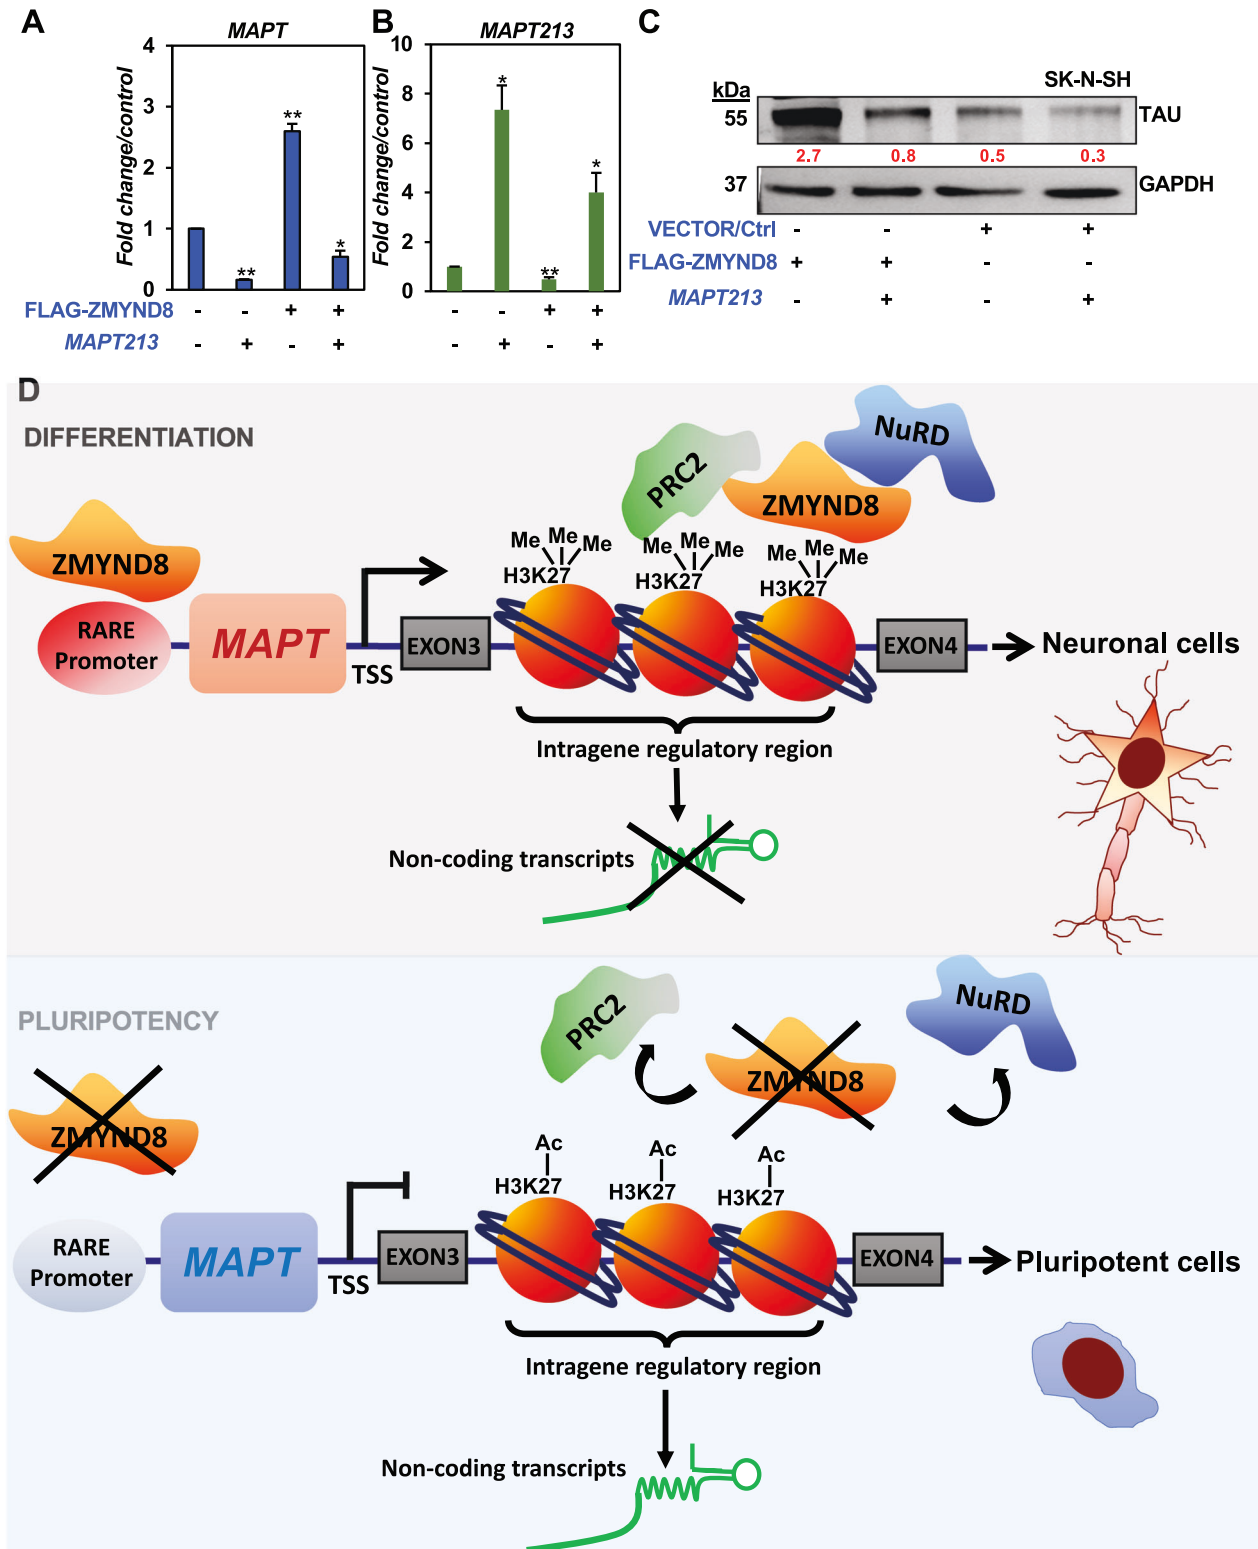 A
MAPT
Fold change/control
4
3
2
1
0
**
**
*
FLAG-ZMYND8 - - + +
MAPT213 - + - +
B
MAPT213
Fold change/control
10
8
6
4
2
0
*
**
*
- - + +
- + - +
C
SK-N-SH
kDa
55
TAU
2.7 0.8 0.5 0.3
37
GAPDH
VECTOR/Ctrl - - + +
FLAG-ZMYND8 + + - -
MAPT213 - + - +
D
DIFFERENTIATION
PRC2
ZMYND8
NuRD
ZMYND8
RARE
Promoter
MAPT
TSS
EXON3
Me Me Me
H3K27
Me Me Me
H3K27
Me Me Me
H3K27
EXON4
Neuronal cells
Intragene regulatory region
Non-coding transcripts
PLURIPOTENCY
PRC2
ZMYND8
NuRD
ZMYND8
RARE
Promoter
MAPT
TSS
EXON3
Ac
H3K27
Ac
H3K27
Ac
H3K27
EXON4
Pluripotent cells
Intragene regulatory region
Non-coding transcripts